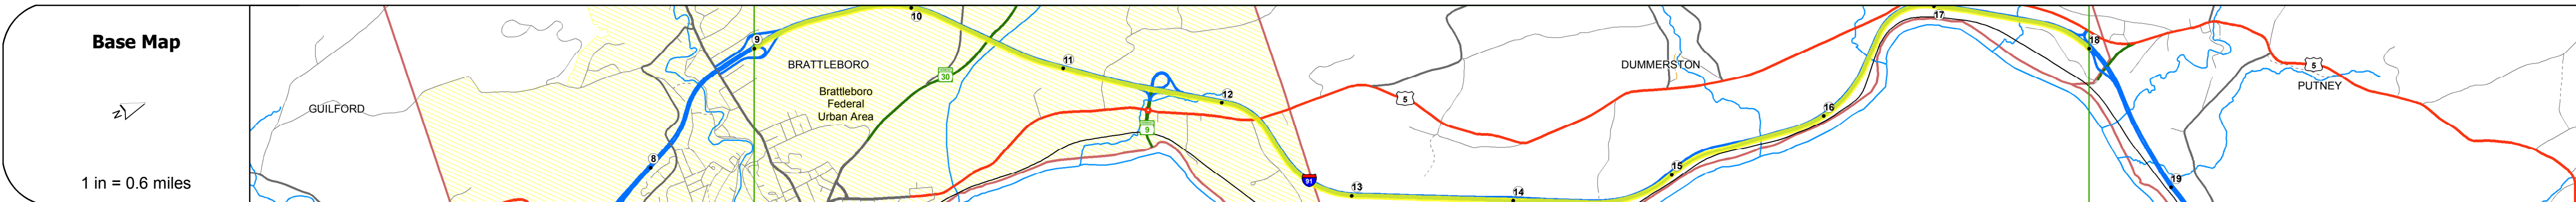 Base Map
N
1 in = 0.6 miles
GUILFORD
8
9
BRATTLEBORO
Brattleboro
Federal
Urban Area
10
30
11
9
12
91
13
5
14
DUMMERSTON
15
16
17
18
19
5
PUTNEY